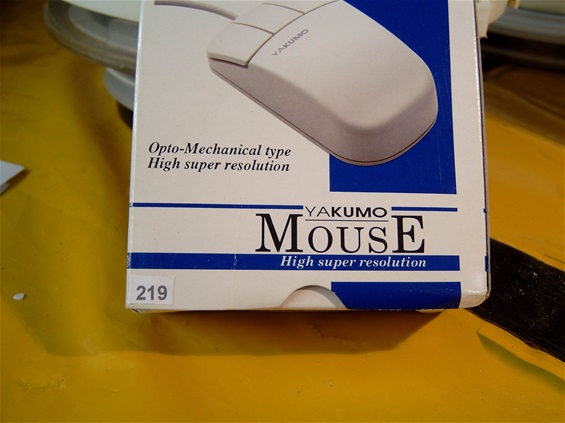 YAKUMO
Opto-Mechanical type
High super resolution
YAKUMO
MOUSE
High super resolution
219